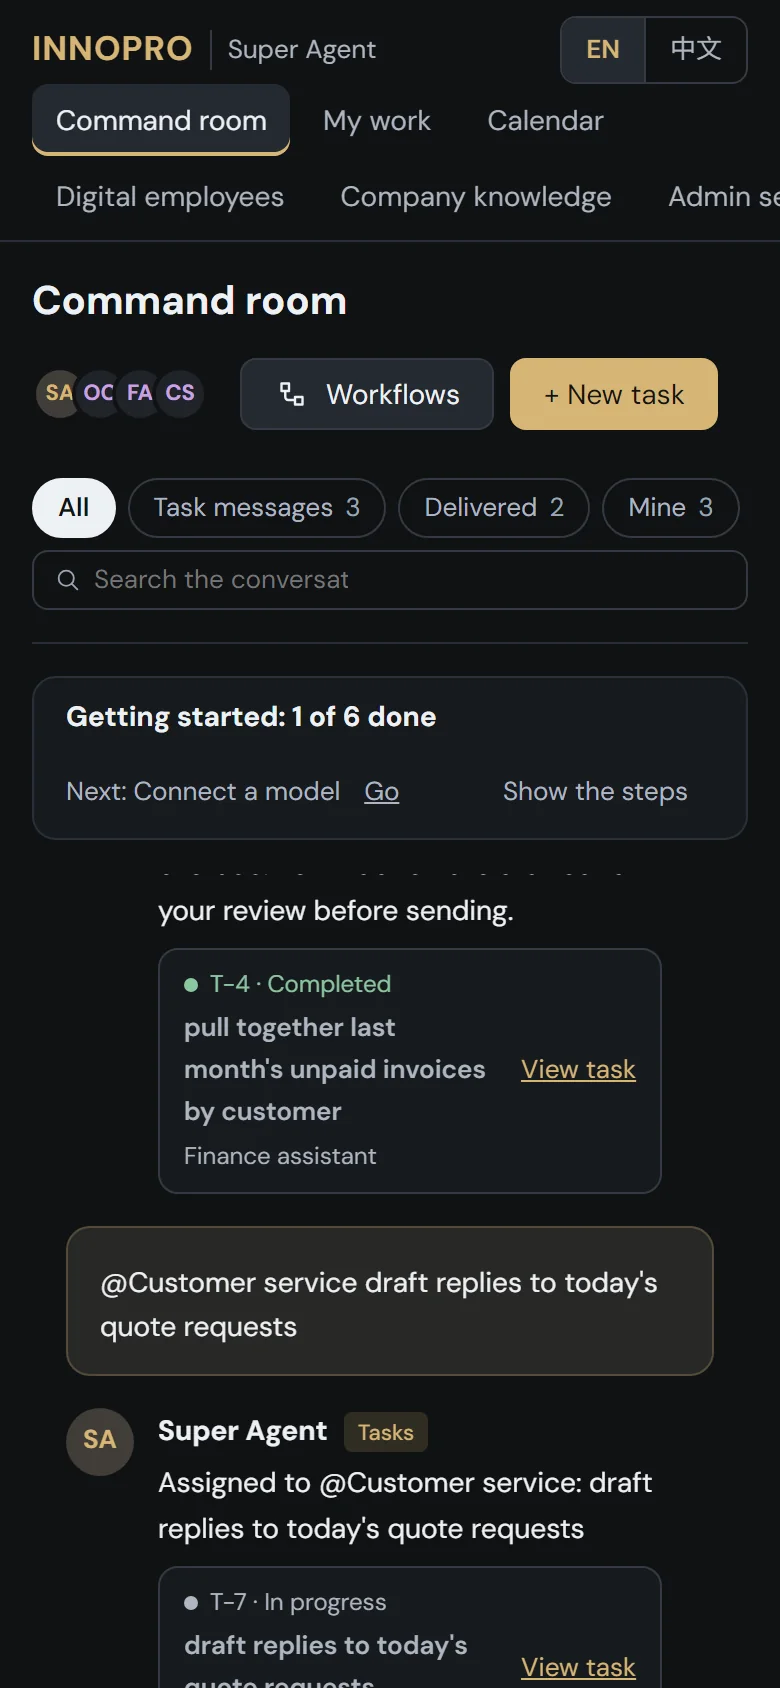 INNOPRO Super Agent EN 中文
Command room My work Calendar
Digital employees Company knowledge Admin
Command room
SA OC FA CS Workflows + New task
All Task messages 3 Delivered 2 Mine 3
Search the conversat
Getting started: 1 of 6 done
Next: Connect a model Go Show the steps
your review before sending.
T-4 · Completed
pull together last
month's unpaid invoices View task
by customer
Finance assistant
@Customer service draft replies to today's
quote requests
SA Super Agent Tasks
Assigned to @Customer service: draft
replies to today's quote requests
T-7 · In progress
draft replies to today's
View task
quote requests